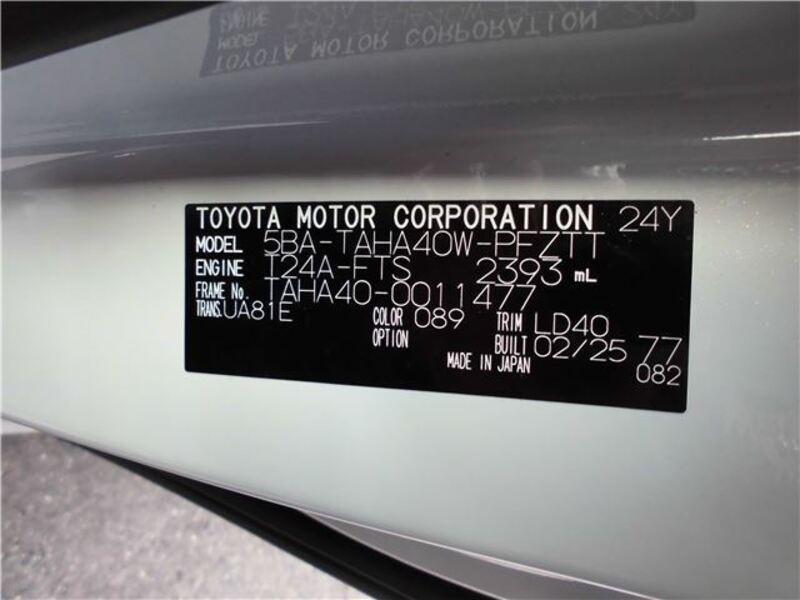 TOYOTA MOTOR CORPORATION 24Y
MODEL 5BA-TAHA40W-PFZTT
ENGINE T24A-FTS 2393 mL
FRAME No. TAHA40-0011477
TRANS. UA81E COLOR 089 TRIM LD40
OPTION BUILT 02/25 77
MADE IN JAPAN 082